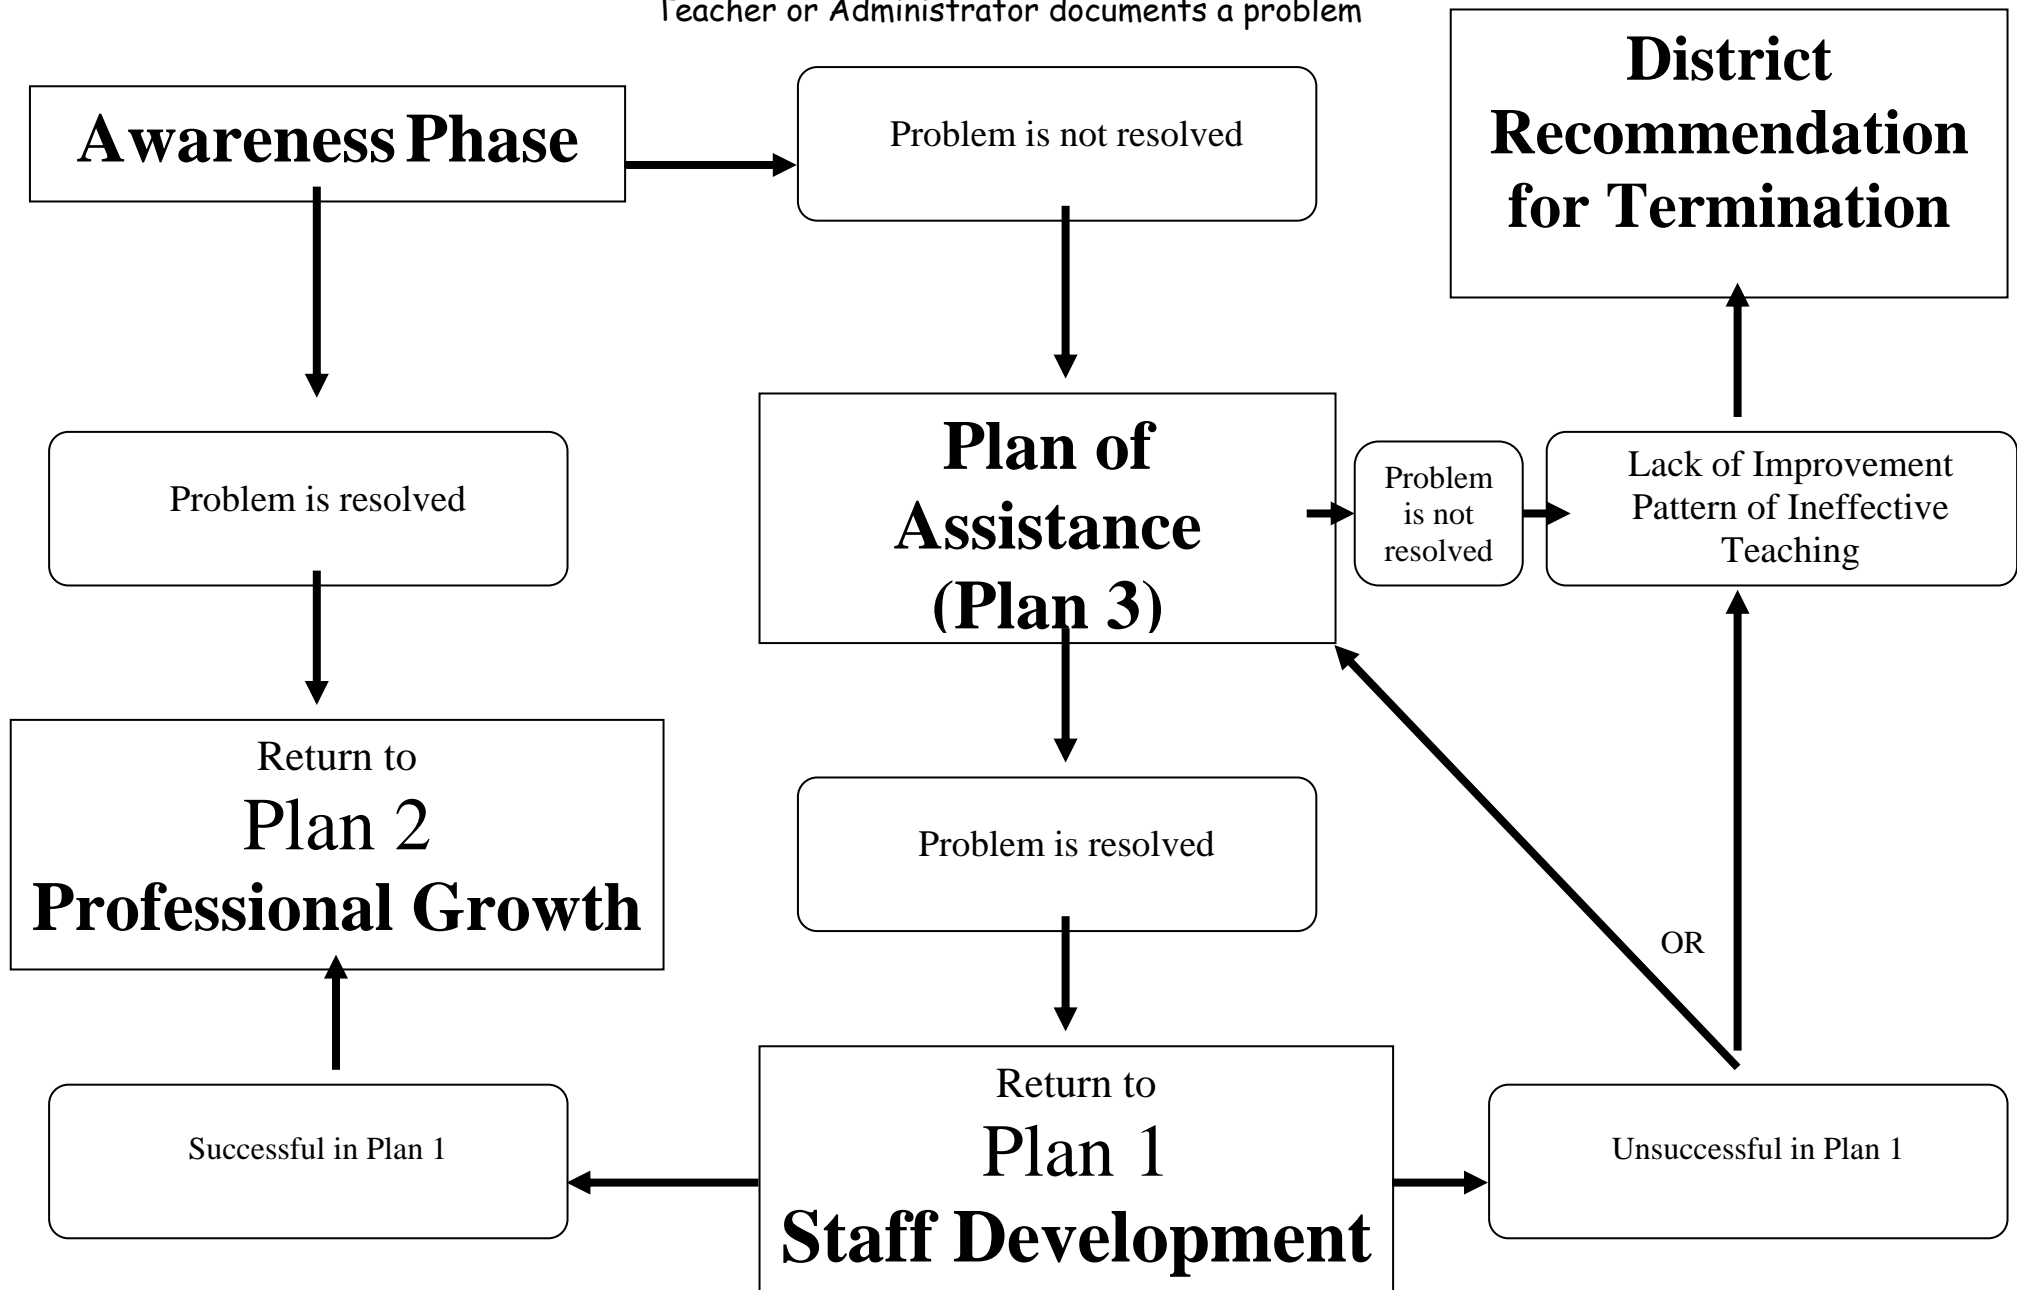 Teacher or Administrator documents a problem
Awareness Phase
Problem is not resolved
District
Recommendation
for Termination
Problem is resolved
Plan of
Assistance
(Plan 3)
Problem
is not
resolved
Lack of Improvement
Pattern of Ineffective
Teaching
Return to
Plan 2
Professional Growth
Problem is resolved
OR
Successful in Plan 1
Return to
Plan 1
Staff Development
Unsuccessful in Plan 1